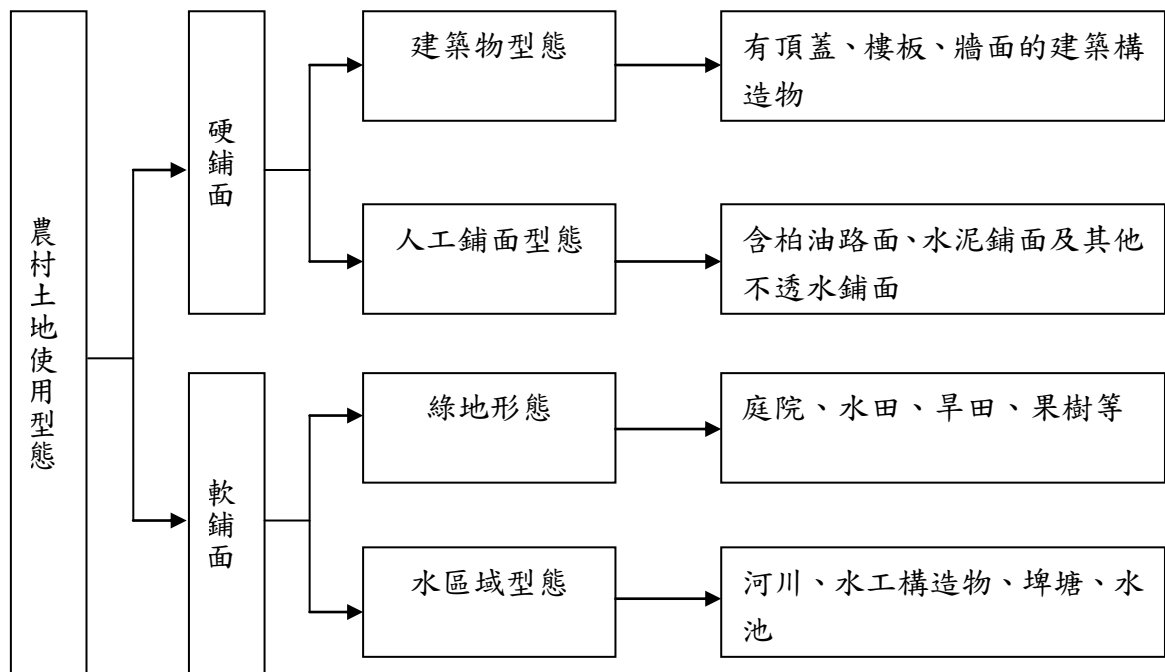 農村土地使用型態
硬鋪面
建築物型態
有頂蓋、樓板、牆面的建築構
造物
人工鋪面型態
含柏油路面、水泥鋪面及其他
不透水鋪面
軟鋪面
綠地形態
庭院、水田、旱田、果樹等
水區域型態
河川、水工構造物、埤塘、水
池